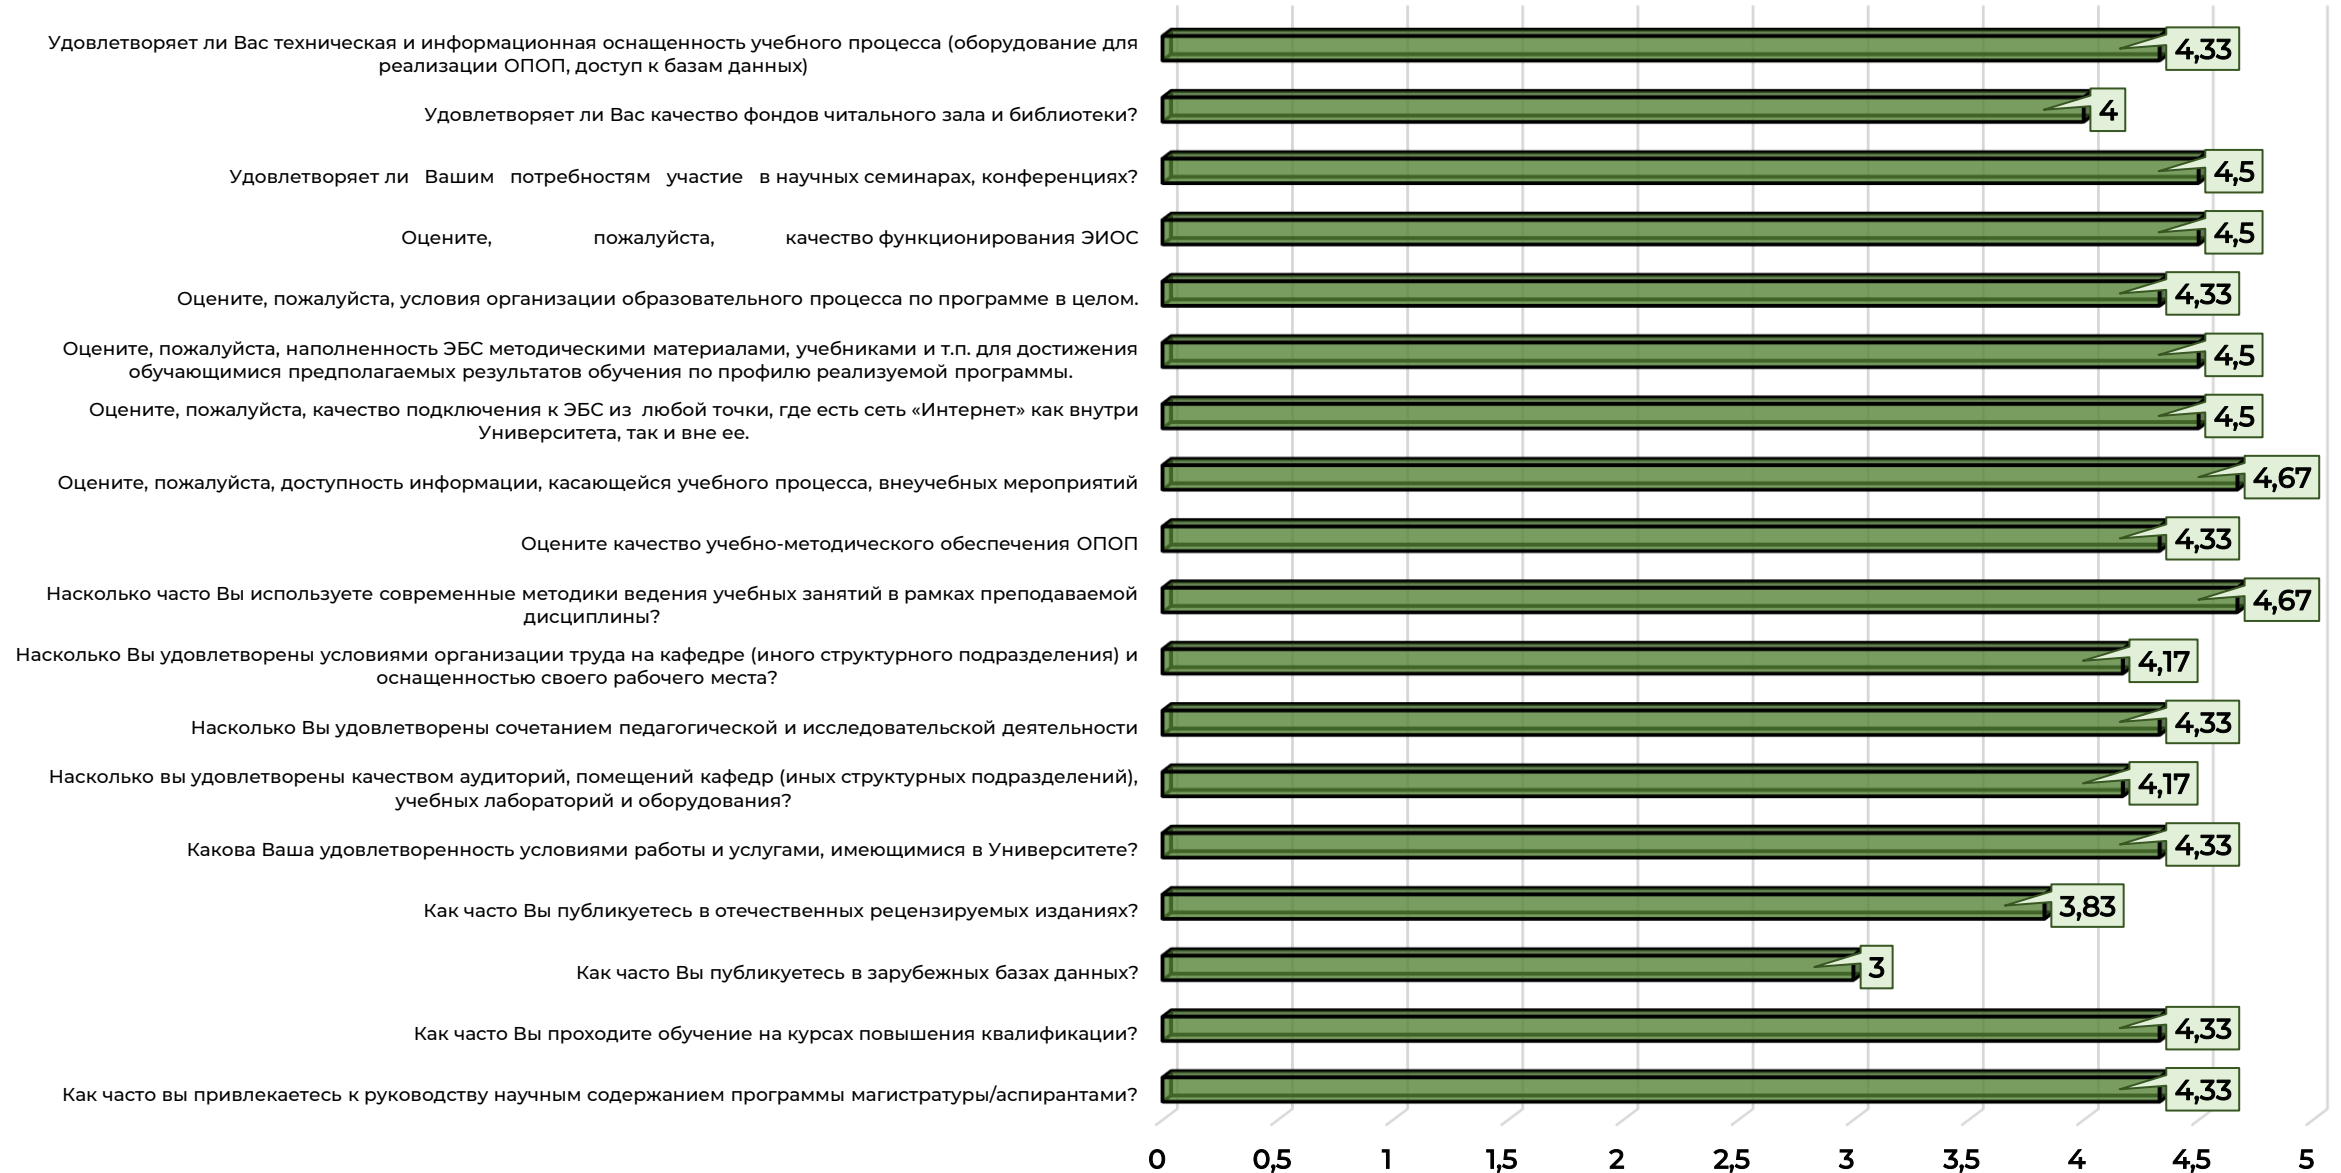 Удовлетворяет ли Вас техническая и информационная оснащенность учебного процесса (оборудование для
реализации ОПОП, доступ к базам данных)
4,33
Удовлетворяет ли Вас качество фондов читального зала и библиотеки?
4
Удовлетворяет ли Вашим потребностям участие в научных семинарах, конференциях?
4,5
Оцените, пожалуйста, качество функционирования ЭИОС
4,5
Оцените, пожалуйста, условия организации образовательного процесса по программе в целом.
4,33
Оцените, пожалуйста, наполненность ЭБС методическими материалами, учебниками и т.п. для достижения
обучающимися предполагаемых результатов обучения по профилю реализуемой программы.
4,5
Оцените, пожалуйста, качество подключения к ЭБС из любой точки, где есть сеть «Интернет» как внутри
Университета, так и вне ее.
4,5
Оцените, пожалуйста, доступность информации, касающейся учебного процесса, внеучебных мероприятий
4,67
Оцените качество учебно-методического обеспечения ОПОП
4,33
Насколько часто Вы используете современные методики ведения учебных занятий в рамках преподаваемой
дисциплины?
4,67
Насколько Вы удовлетворены условиями организации труда на кафедре (иного структурного подразделения) и
оснащенностью своего рабочего места?
4,17
Насколько Вы удовлетворены сочетанием педагогической и исследовательской деятельности
4,33
Насколько вы удовлетворены качеством аудиторий, помещений кафедр (иных структурных подразделений),
учебных лабораторий и оборудования?
4,17
Какова Ваша удовлетворенность условиями работы и услугами, имеющимися в Университете?
4,33
Как часто Вы публикуетесь в отечественных рецензируемых изданиях?
3,83
Как часто Вы публикуетесь в зарубежных базах данных?
3
Как часто Вы проходите обучение на курсах повышения квалификации?
4,33
Как часто вы привлекаетесь к руководству научным содержанием программы магистратуры/аспирантами?
4,33
0 0,5 1 1,5 2 2,5 3 3,5 4 4,5 5